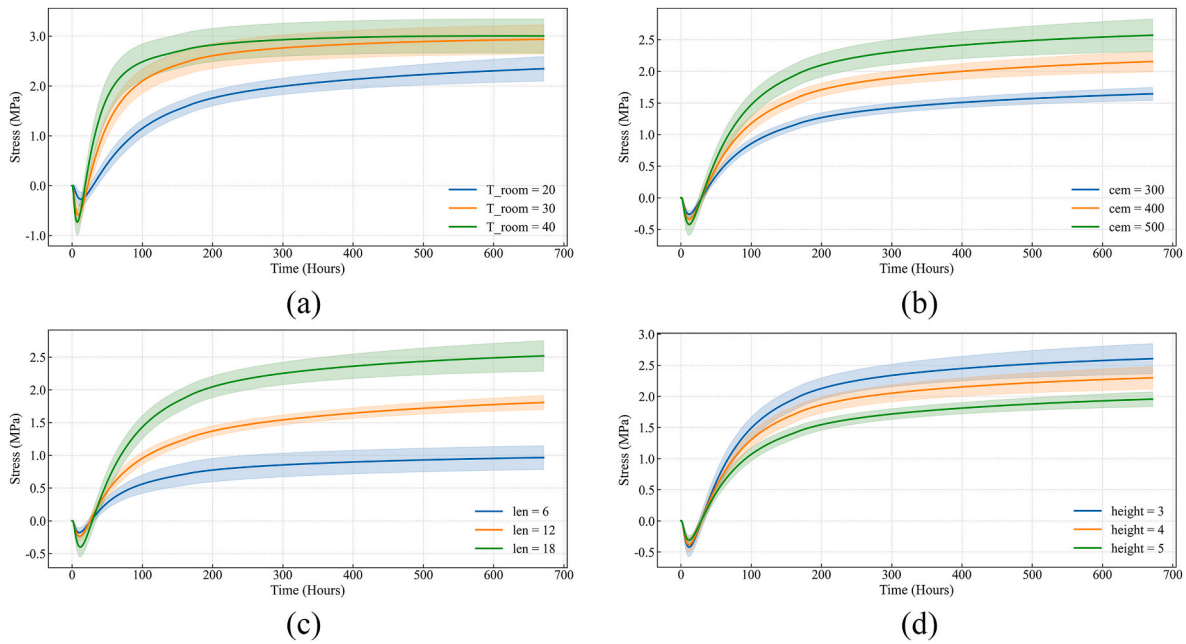 3.0
2.0
1.0
0.0
-1.0
Stress (MPa)
T_room = 20
T_room = 30
T_room = 40
0 100 200 300 400 500 600 700
Time (Hours)
(a)
2.5
2.0
1.5
1.0
0.5
0.0
-0.5
Stress (MPa)
cem = 300
cem = 400
cem = 500
0 100 200 300 400 500 600 700
Time (Hours)
(b)
2.5
2.0
1.5
1.0
0.5
0.0
-0.5
Stress (MPa)
len = 6
len = 12
len = 18
0 100 200 300 400 500 600 700
Time (Hours)
(c)
3.0
2.5
2.0
1.5
1.0
0.5
0.0
-0.5
Stress (MPa)
height = 3
height = 4
height = 5
0 100 200 300 400 500 600 700
Time (Hours)
(d)